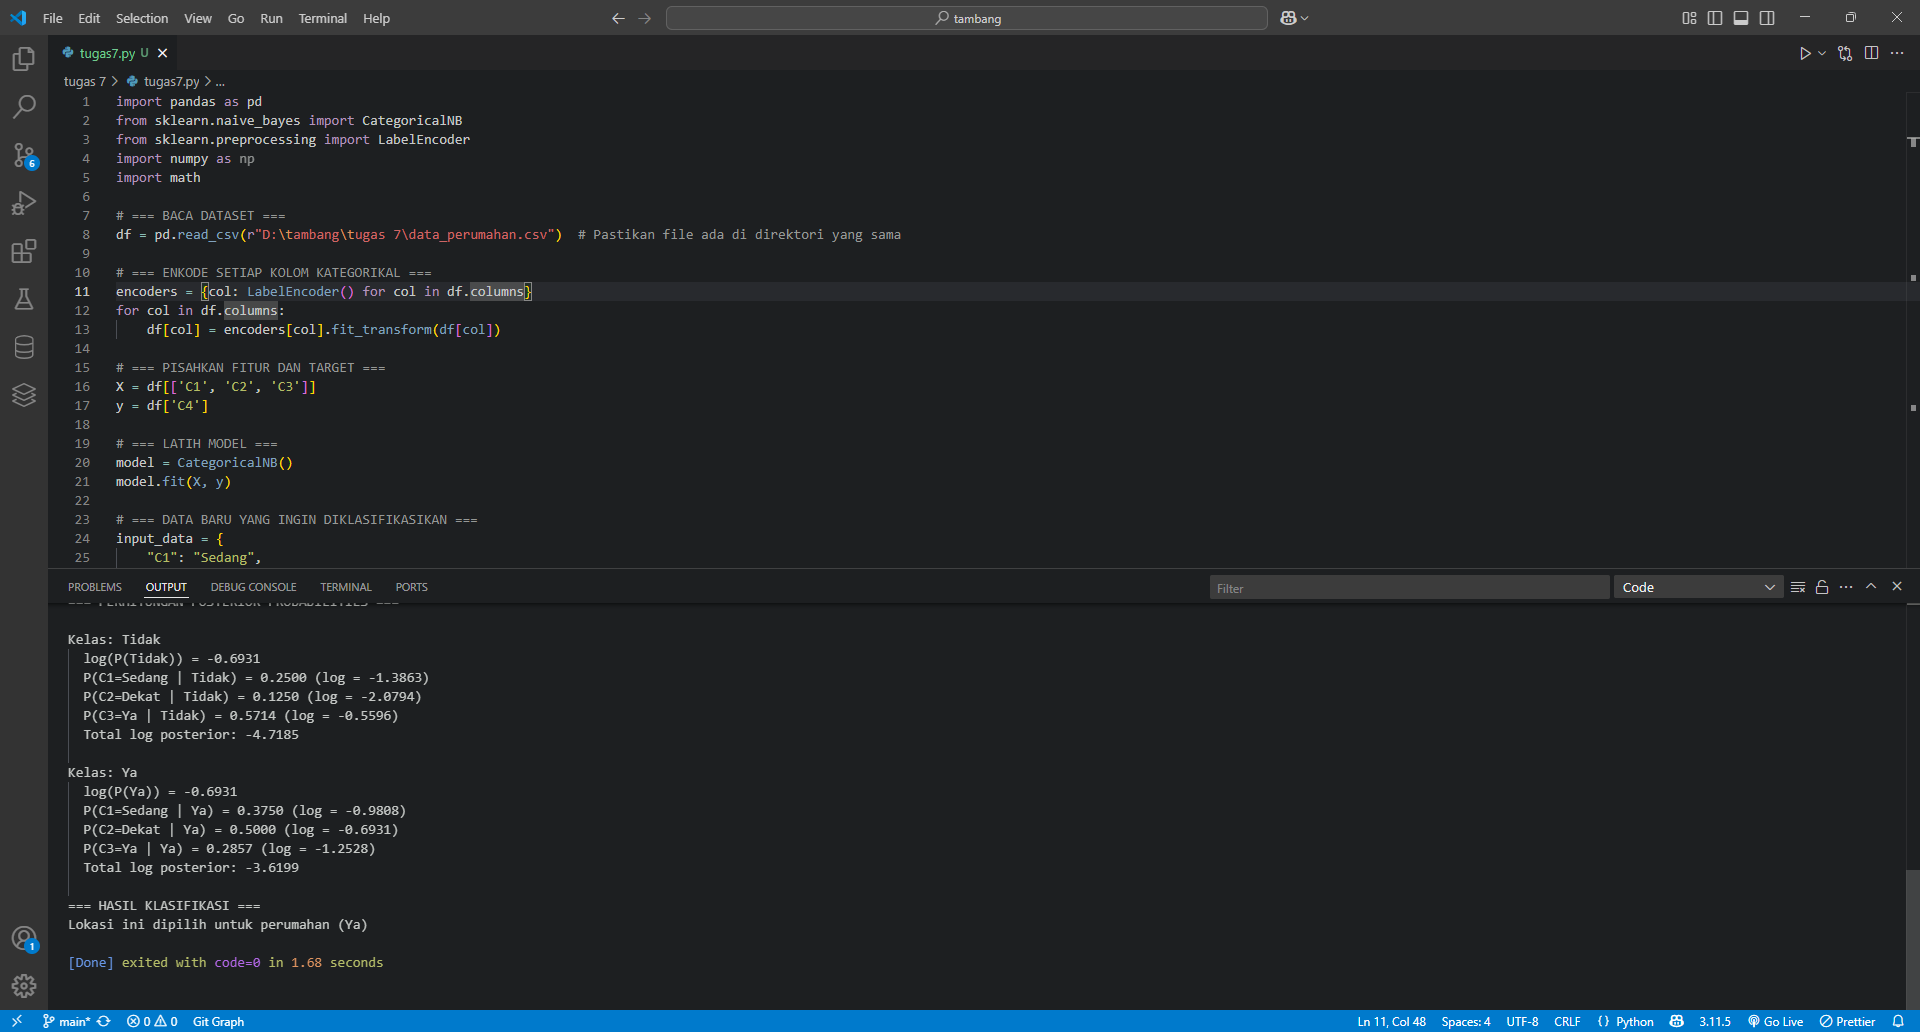 File Edit Selection View Go Run Terminal Help
tambang
tugas7.py U
tugas 7 > tugas7.py > ...
1 import pandas as pd
2 from sklearn.naive_bayes import CategoricalNB
3 from sklearn.preprocessing import LabelEncoder
4 import numpy as np
5 import math
6
7 # === BACA DATASET ===
8 df = pd.read_csv(r"D:\tambang\tugas 7\data_perumahan.csv")  # Pastikan file ada di direktori yang sama
9
10 # === ENKODE SETIAP KOLOM KATEGORIKAL ===
11 encoders = {col: LabelEncoder() for col in df.columns}
12 for col in df.columns:
13     df[col] = encoders[col].fit_transform(df[col])
14
15 # === PISAHKAN FITUR DAN TARGET ===
16 X = df[['C1', 'C2', 'C3']]
17 y = df['C4']
18
19 # === LATIH MODEL ===
20 model = CategoricalNB()
21 model.fit(X, y)
22
23 # === DATA BARU YANG INGIN DIKLASIFIKASIKAN ===
24 input_data = {
25     "C1": "Sedang",
PROBLEMS OUTPUT DEBUG CONSOLE TERMINAL PORTS
Filter
Code
=== PERHITUNGAN POSTERIOR PROBABILITIES ===
Kelas: Tidak
log(P(Tidak)) = -0.6931
P(C1=Sedang | Tidak) = 0.2500 (log = -1.3863)
P(C2=Dekat | Tidak) = 0.1250 (log = -2.0794)
P(C3=Ya | Tidak) = 0.5714 (log = -0.5596)
Total log posterior: -4.7185
Kelas: Ya
log(P(Ya)) = -0.6931
P(C1=Sedang | Ya) = 0.3750 (log = -0.9808)
P(C2=Dekat | Ya) = 0.5000 (log = -0.6931)
P(C3=Ya | Ya) = 0.2857 (log = -1.2528)
Total log posterior: -3.6199
=== HASIL KLASIFIKASI ===
Lokasi ini dipilih untuk perumahan (Ya)
[Done] exited with code=0 in 1.68 seconds
6
1
main* 0 0 Git Graph
Ln 11, Col 48 Spaces: 4 UTF-8 CRLF {} Python 3.11.5 Go Live Prettier